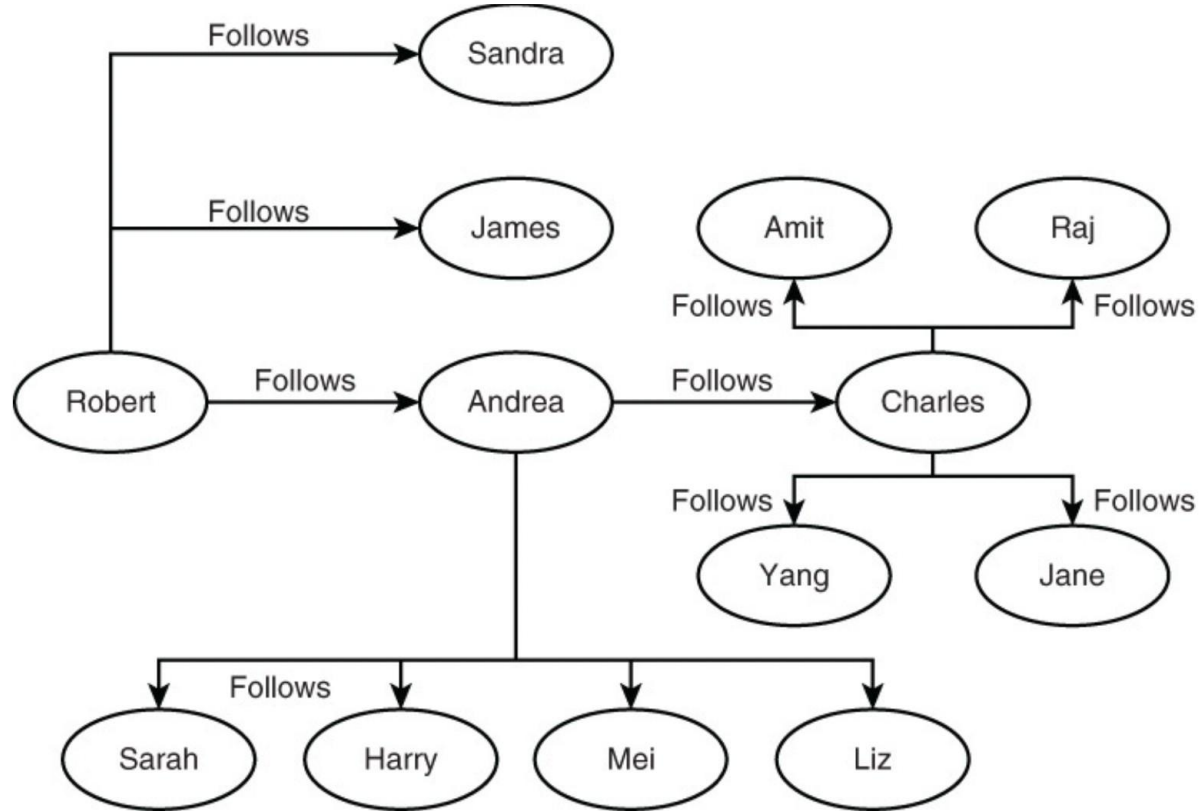 Follows
Sandra
Follows
James
Amit
Raj
Follows
Follows
Robert
Follows
Andrea
Follows
Charles
Follows
Follows
Yang
Jane
Follows
Sarah
Harry
Mei
Liz